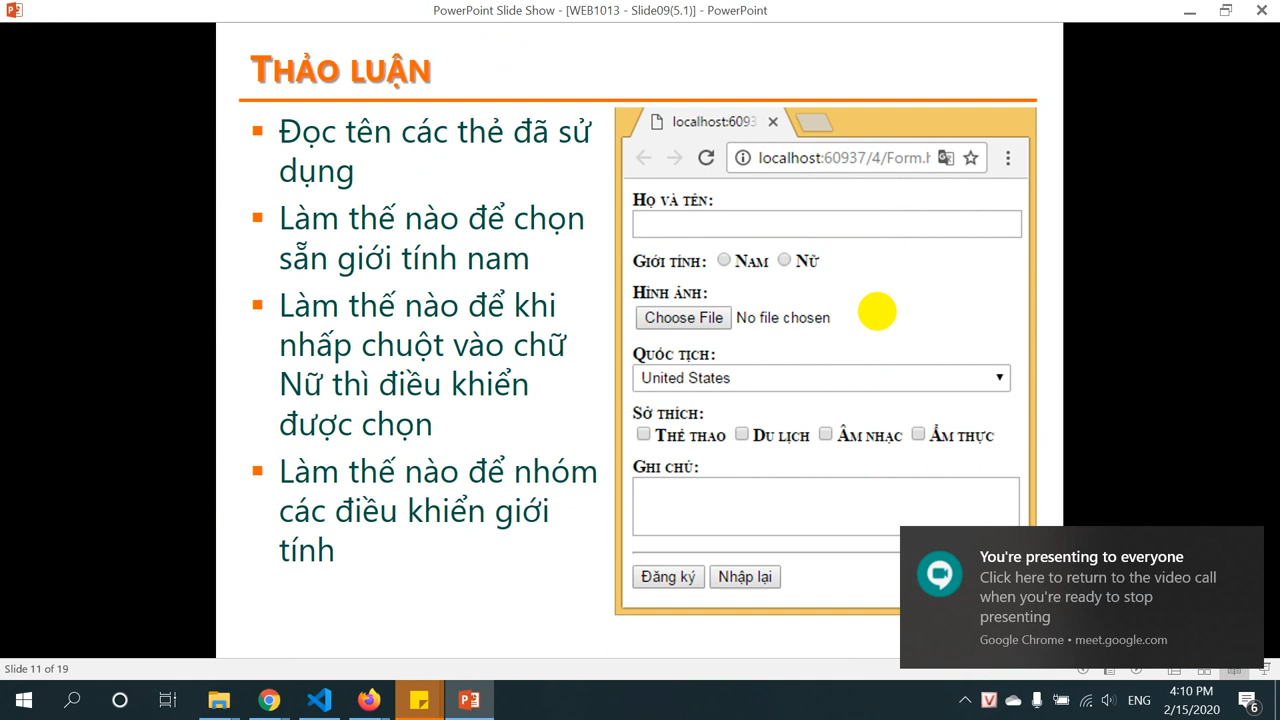 PowerPoint Slide Show - [WEB1013 - Slide09(5.1)] - PowerPoint
THẢO LUẬN
Đọc tên các thẻ đã sử
dụng
Làm thế nào để chọn
sẵn giới tính nam
Làm thế nào để khi
nhấp chuột vào chữ
Nữ thì điều khiển
được chọn
Làm thế nào để nhóm
các điều khiển giới
tính
localhost:6093
localhost:60937/4/Form.h
HỌ VÀ TÊN:
GIỚI TÍNH: NAM NỮ
HÌNH ẢNH:
Choose File No file chosen
QUỐC TỊCH:
United States
SỞ THÍCH:
THỂ THAO DU LỊCH ÂM NHẠC ẨM THỰC
GHI CHÚ:
Đăng ký Nhập lại
You're presenting to everyone
Click here to return to the video call
when you're ready to stop
presenting
Google Chrome • meet.google.com
Slide 11 of 19
ENG
4:10 PM
2/15/2020
6